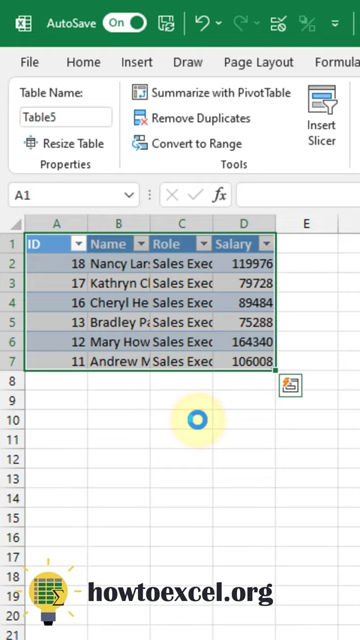 AutoSave On
File Home Insert Draw Page Layout Formula
Table Name:
Table5
Resize Table
Properties
Summarize with PivotTable
Remove Duplicates
Convert to Range
Tools
Insert
Slicer
A1 fx
A B C D E
1 ID Name Role Salary
2 18 Nancy Lars Sales Exec 119976
3 17 Kathryn Cl Sales Exec 79728
4 16 Cheryl He Sales Exec 89484
5 13 Bradley Pa Sales Exec 75288
6 12 Mary How Sales Exec 164340
7 11 Andrew M Sales Exec 106008
8
9
10
11
12
13
14
15
16
17
18
19
20
21
howtoexcel.org